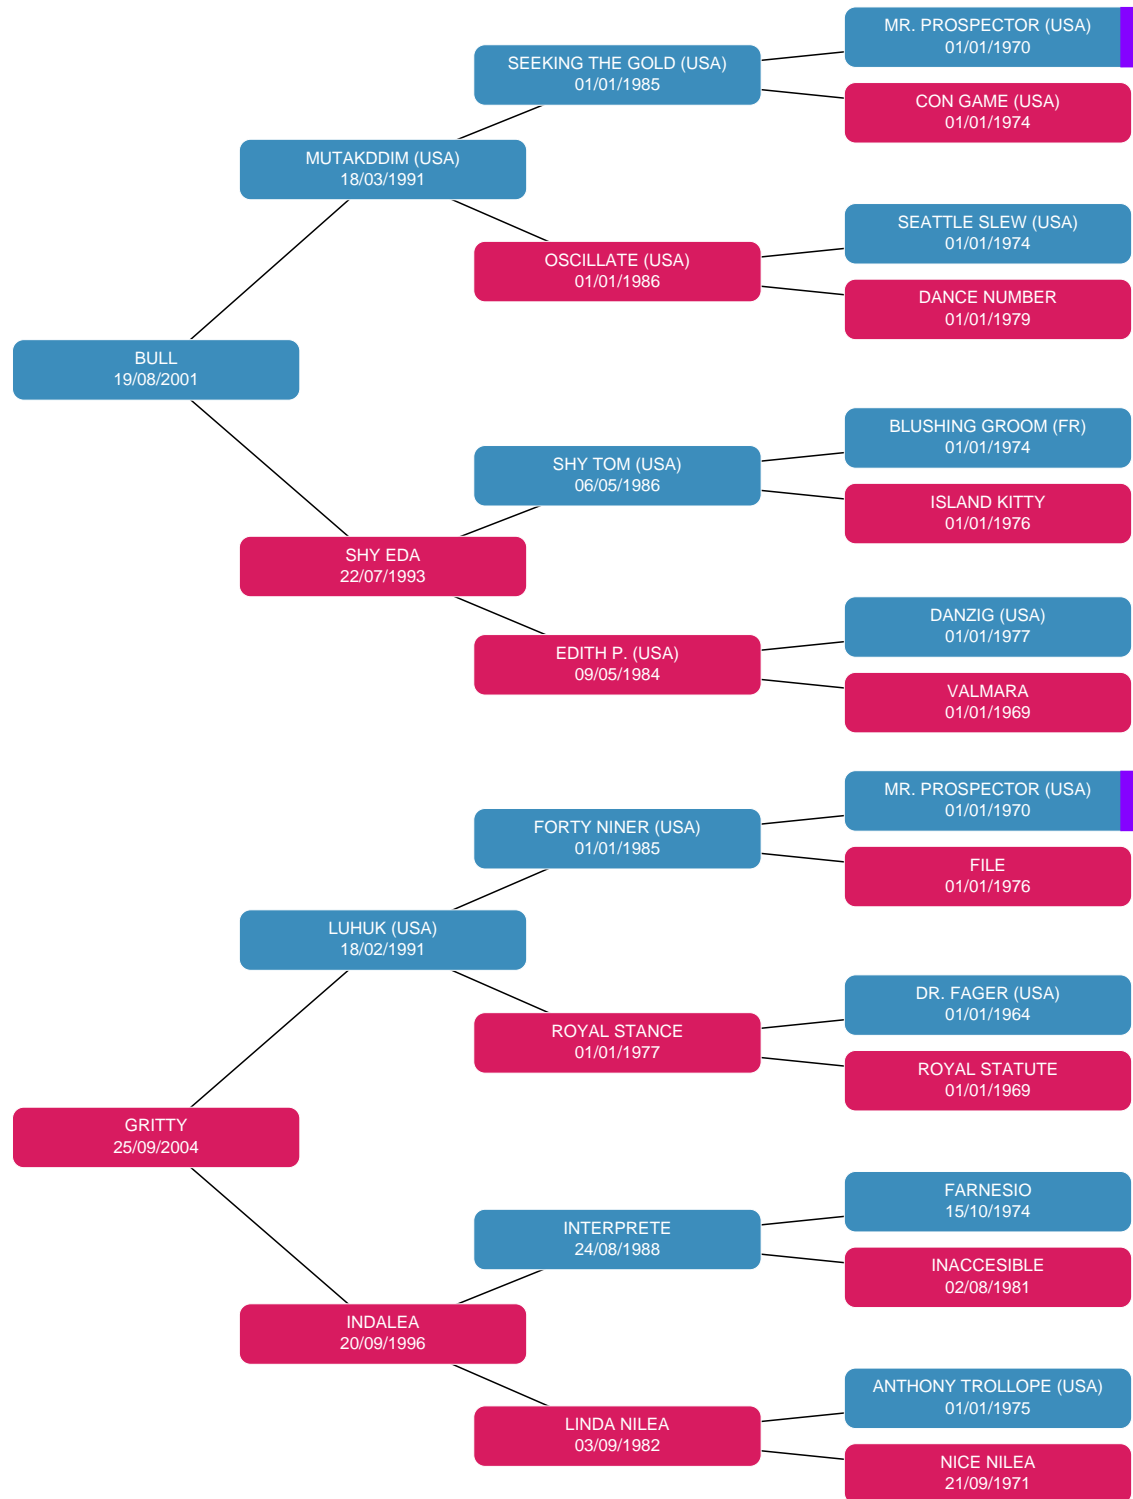 MR. PROSPECTOR (USA)
01/01/1970
SEEKING THE GOLD (USA)
01/01/1985
CON GAME (USA)
01/01/1974
MUTAKDDIM (USA)
18/03/1991
SEATTLE SLEW (USA)
01/01/1974
OSCILLATE (USA)
01/01/1986
DANCE NUMBER
01/01/1979
BULL
19/08/2001
BLUSHING GROOM (FR)
01/01/1974
SHY TOM (USA)
06/05/1986
ISLAND KITTY
01/01/1976
SHY EDA
22/07/1993
DANZIG (USA)
01/01/1977
EDITH P. (USA)
09/05/1984
VALMARA
01/01/1969
MR. PROSPECTOR (USA)
01/01/1970
FORTY NINER (USA)
01/01/1985
FILE
01/01/1976
LUHUK (USA)
18/02/1991
DR. FAGER (USA)
01/01/1964
ROYAL STANCE
01/01/1977
ROYAL STATUTE
01/01/1969
GRITTY
25/09/2004
FARNESIO
15/10/1974
INTERPRETE
24/08/1988
INACCESIBLE
02/08/1981
INDALEA
20/09/1996
ANTHONY TROLLOPE (USA)
01/01/1975
LINDA NILEA
03/09/1982
NICE NILEA
21/09/1971